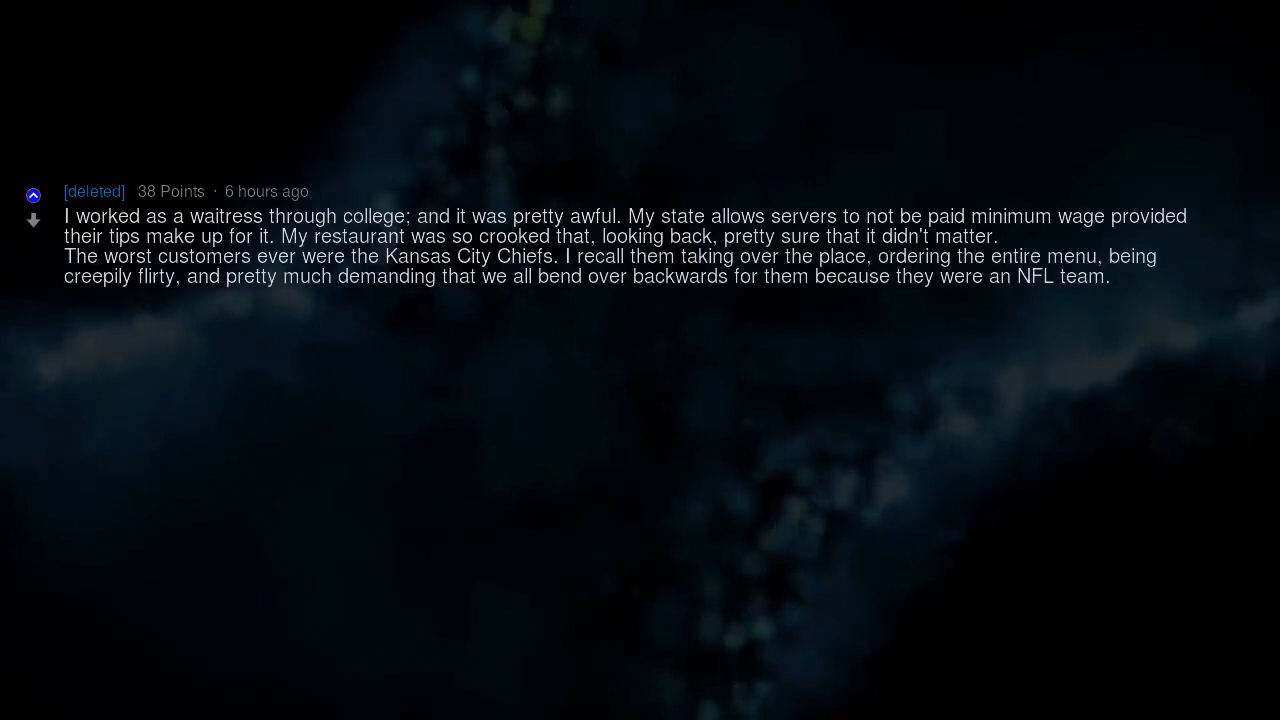 [deleted] 38 Points · 6 hours ago
I worked as a waitress through college; and it was pretty awful. My state allows servers to not be paid minimum wage provided
their tips make up for it. My restaurant was so crooked that, looking back, pretty sure that it didn't matter.
The worst customers ever were the Kansas City Chiefs. I recall them taking over the place, ordering the entire menu, being
creepily flirty, and pretty much demanding that we all bend over backwards for them because they were an NFL team.